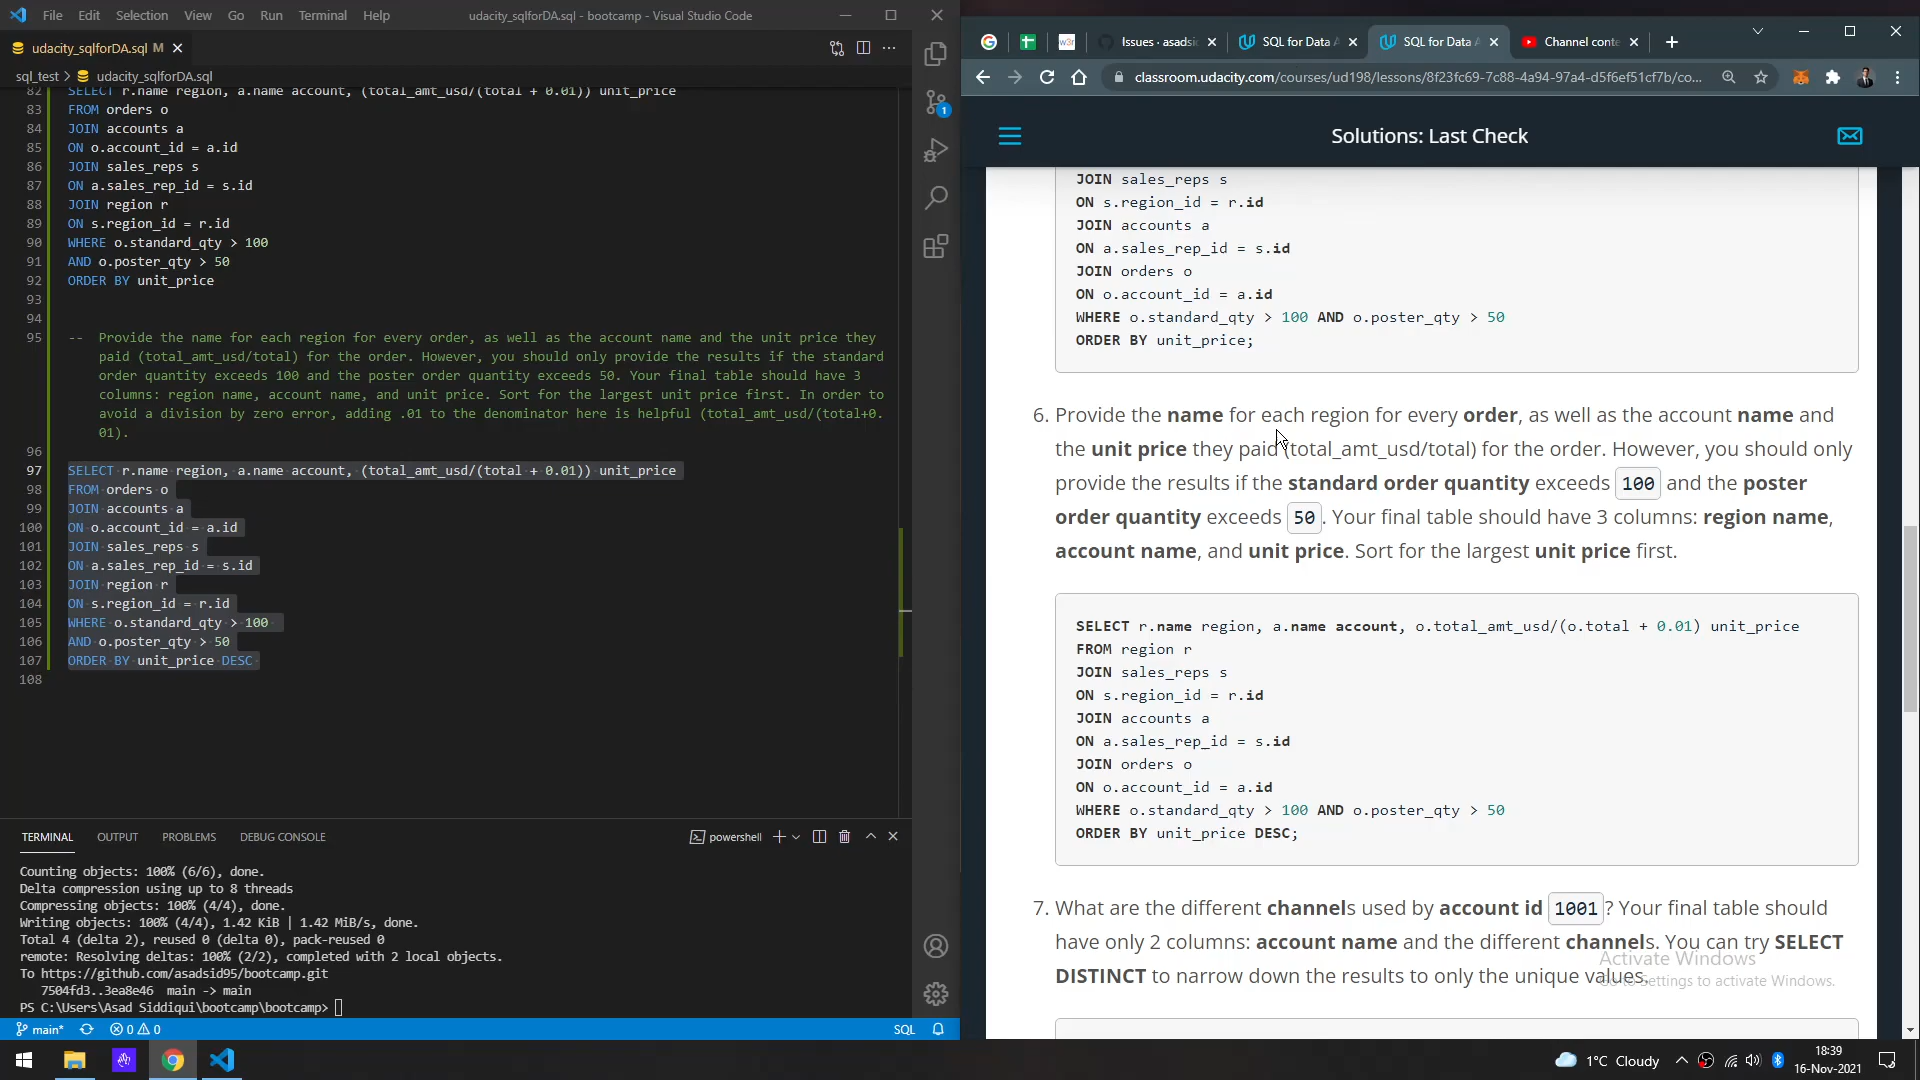 File Edit Selection View Go Run Terminal Help
udacity_sqlforDA.sql - bootcamp - Visual Studio Code
udacity_sqlforDA.sql M
sql_test > udacity_sqlforDA.sql
82 SELECT r.name region, a.name account, (total_amt_usd/(total + 0.01)) unit_price
83 FROM orders o
84 JOIN accounts a
85 ON o.account_id = a.id
86 JOIN sales_reps s
87 ON a.sales_rep_id = s.id
88 JOIN region r
89 ON s.region_id = r.id
90 WHERE o.standard_qty > 100
91 AND o.poster_qty > 50
92 ORDER BY unit_price
93
94
95 -- Provide the name for each region for every order, as well as the account name and the unit price they
paid (total_amt_usd/total) for the order. However, you should only provide the results if the standard
order quantity exceeds 100 and the poster order quantity exceeds 50. Your final table should have 3
columns: region name, account name, and unit price. Sort for the largest unit price first. In order to
avoid a division by zero error, adding .01 to the denominator here is helpful (total_amt_usd/(total+0.
01).
96
97 SELECT r.name region, a.name account, (total_amt_usd/(total + 0.01)) unit_price
98 FROM orders o
99 JOIN accounts a
100 ON o.account_id = a.id
101 JOIN sales_reps s
102 ON a.sales_rep_id = s.id
103 JOIN region r
104 ON s.region_id = r.id
105 WHERE o.standard_qty > 100
106 AND o.poster_qty > 50
107 ORDER BY unit_price DESC
108
1
TERMINAL OUTPUT PROBLEMS DEBUG CONSOLE
powershell
Counting objects: 100% (6/6), done.
Delta compression using up to 8 threads
Compressing objects: 100% (4/4), done.
Writing objects: 100% (4/4), 1.42 KiB | 1.42 MiB/s, done.
Total 4 (delta 2), reused 0 (delta 0), pack-reused 0
remote: Resolving deltas: 100% (2/2), completed with 2 local objects.
To https://github.com/asadsid95/bootcamp.git
7504fd3..3ea8e46 main -> main
PS C:\Users\Asad Siddiqui\bootcamp\bootcamp>
main* 0 0 SQL
w3r
Issues · asadsi
SQL for Data A
SQL for Data A
Channel conte
classroom.udacity.com/courses/ud198/lessons/8f23fc69-7c88-4a94-97a4-d5f6ef51cf7b/co...
Solutions: Last Check
JOIN sales_reps s
ON s.region_id = r.id
JOIN accounts a
ON a.sales_rep_id = s.id
JOIN orders o
ON o.account_id = a.id
WHERE o.standard_qty > 100 AND o.poster_qty > 50
ORDER BY unit_price;
6. Provide the name for each region for every order, as well as the account name and
the unit price they paid (total_amt_usd/total) for the order. However, you should only
provide the results if the standard order quantity exceeds 100 and the poster
order quantity exceeds 50. Your final table should have 3 columns: region name,
account name, and unit price. Sort for the largest unit price first.
SELECT r.name region, a.name account, o.total_amt_usd/(o.total + 0.01) unit_price
FROM region r
JOIN sales_reps s
ON s.region_id = r.id
JOIN accounts a
ON a.sales_rep_id = s.id
JOIN orders o
ON o.account_id = a.id
WHERE o.standard_qty > 100 AND o.poster_qty > 50
ORDER BY unit_price DESC;
7. What are the different channels used by account id 1001? Your final table should
have only 2 columns: account name and the different channels. You can try SELECT
DISTINCT to narrow down the results to only the unique values.
Activate Windows
Go to Settings to activate Windows.
1°C Cloudy
18:39
16-Nov-2021